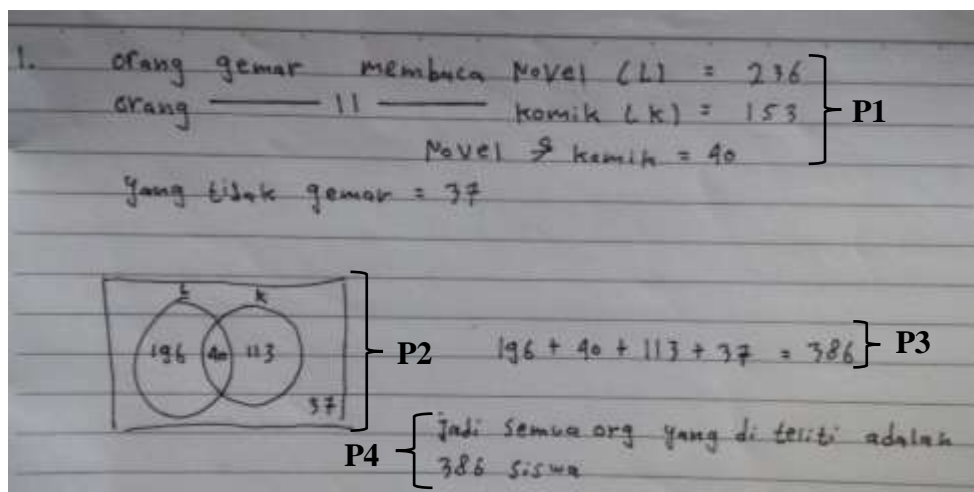 1. orang gemar membaca Novel (L) = 236
orang —— 11 —— komik (k) = 153
P1
Novel & komik = 40
yang tidak gemar = 37
L k
196 40 113
37
P2
196 + 40 + 113 + 37 = 386
P3
P4
jadi semua org yang di teliti adalah
386 siswa